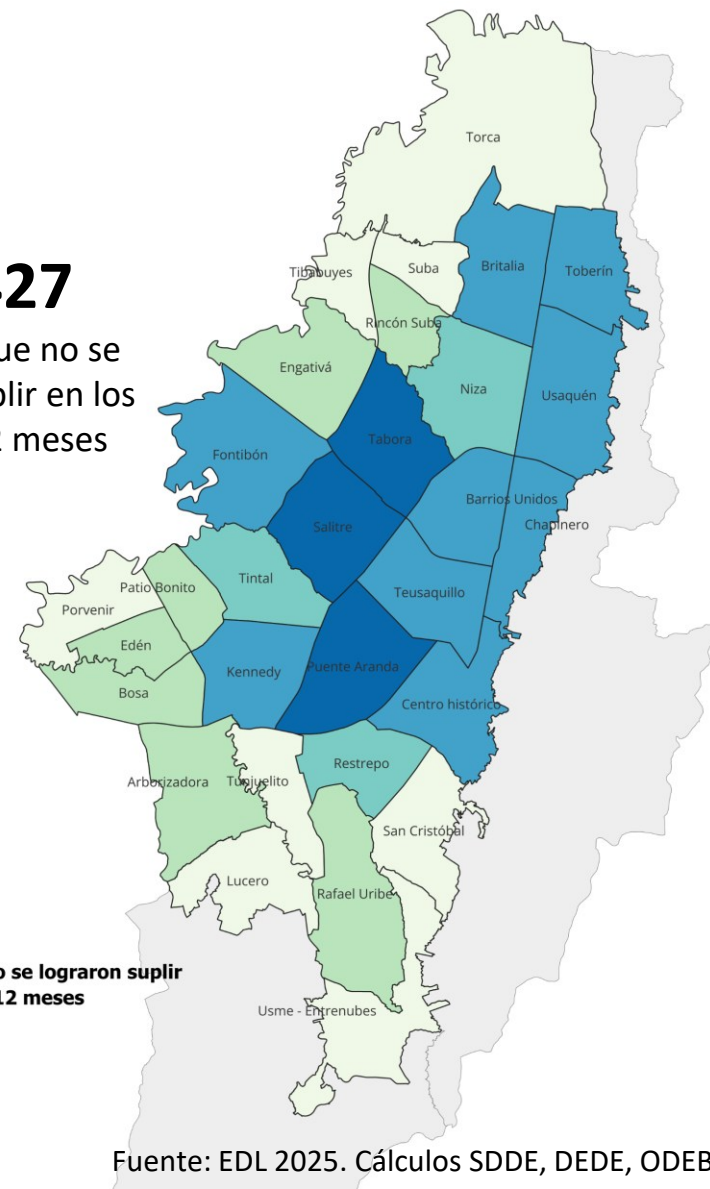 Torca
27
ue no se
plir en los
2 meses
Tibabuyes
Suba
Britalia
Toberín
Rincón Suba
Engativá
Niza
Usaquén
Tabora
Fontibón
Barrios Unidos
Salitre
Chapinero
Tintal
Patio Bonito
Teusaquillo
Porvenir
Edén
Kennedy
Puente Aranda
Bosa
Centro histórico
Restrepo
Arborizadora
Tunjuelito
San Cristóbal
Lucero
Rafael Uribe
o se lograron suplir
12 meses
Usme - Entrenubes
Fuente: EDL 2025. Cálculos SDDE, DEDE, ODEB